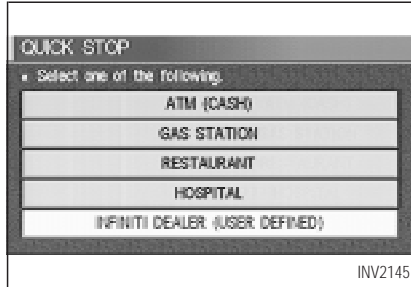 QUICK STOP
Select one of the following.
ATM (CASH)
GAS STATION
RESTAURANT
HOSPITAL
INFINITI DEALER (USER DEFINED)
INV2145